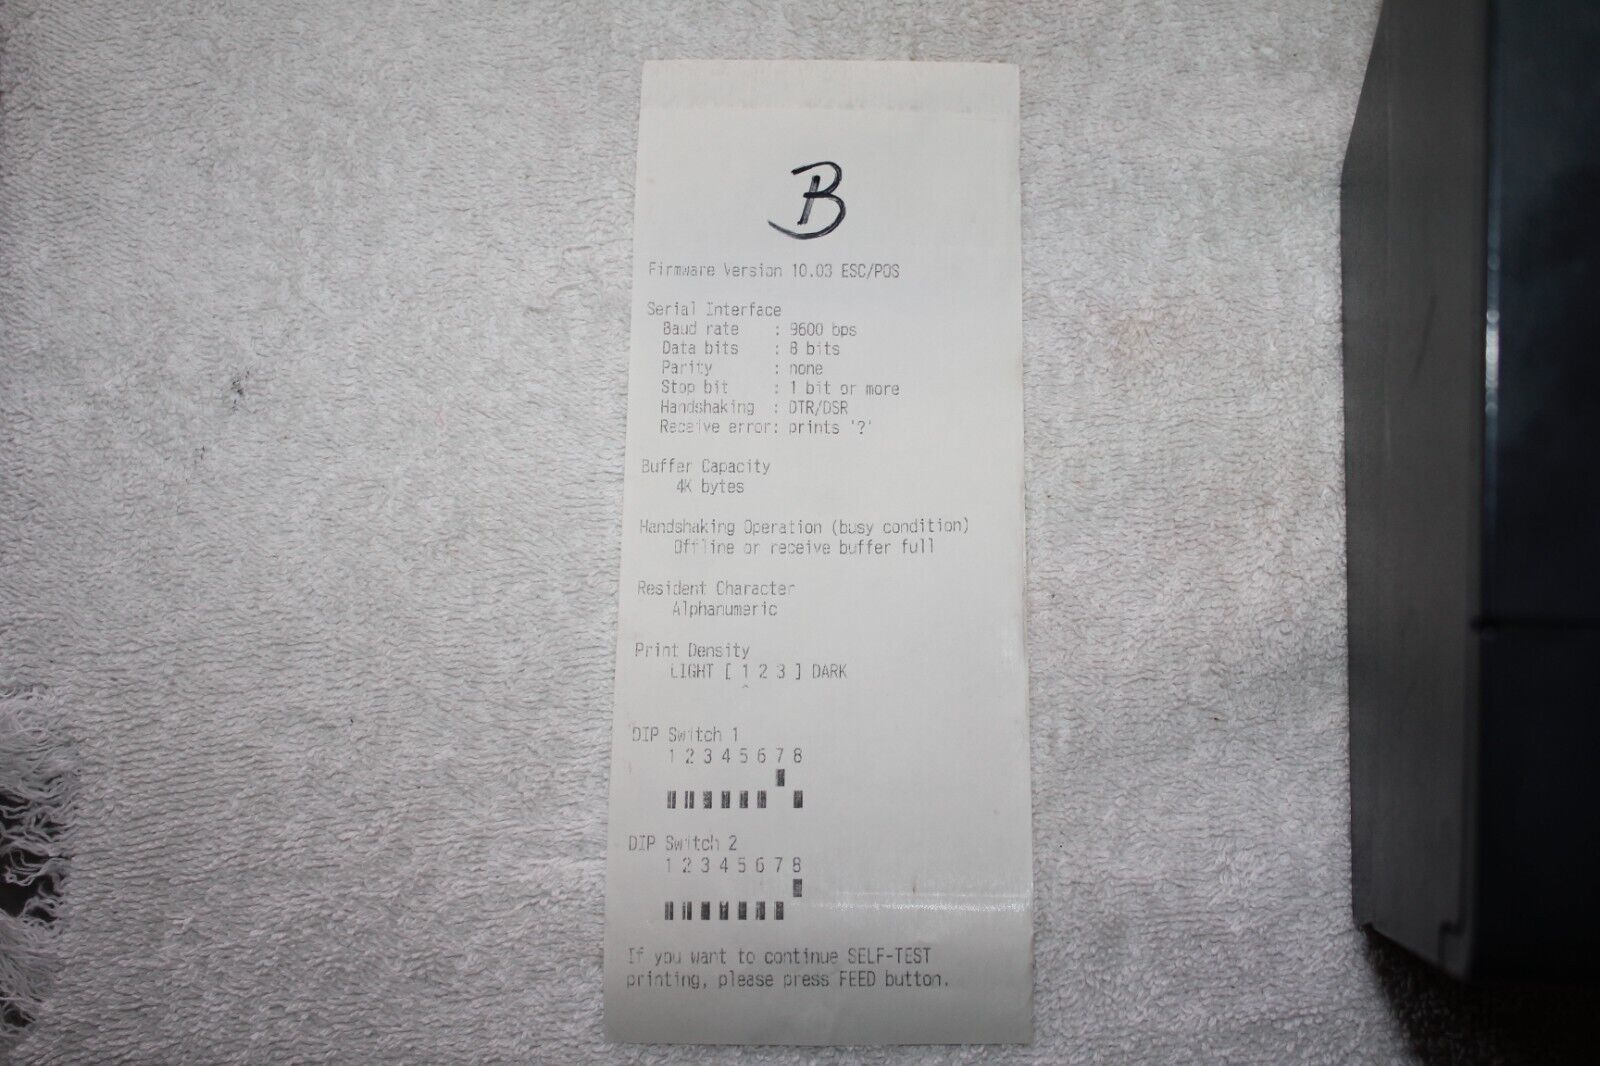 B
Firmware Version 10.03 ESC/POS
Serial Interface
Baud rate : 9600 bps
Data bits : 8 bits
Parity : none
Stop bit : 1 bit or more
Handshaking : DTR/DSR
Receive error: prints '?'
Buffer Capacity
4K bytes
Handshaking Operation (busy condition)
Offline or receive buffer full
Resident Character
Alphanumeric
Print Density
LIGHT [ 1 2 3 ] DARK
^
DIP Switch 1
1 2 3 4 5 6 7 8
DIP Switch 2
1 2 3 4 5 6 7 8
If you want to continue SELF-TEST
printing, please press FEED button.